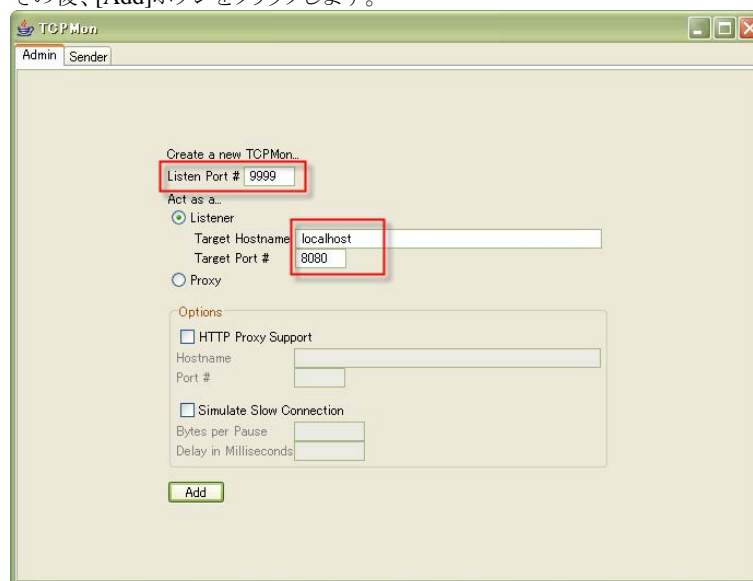 その後、[Add]ボタンをクリックします。
TCPMon
Admin Sender
Create a new TCPMon...
Listen Port # 9999
Act as a...
Listener
Target Hostname localhost
Target Port # 8080
Proxy
Options
HTTP Proxy Support
Hostname
Port #
Simulate Slow Connection
Bytes per Pause
Delay in Milliseconds
Add